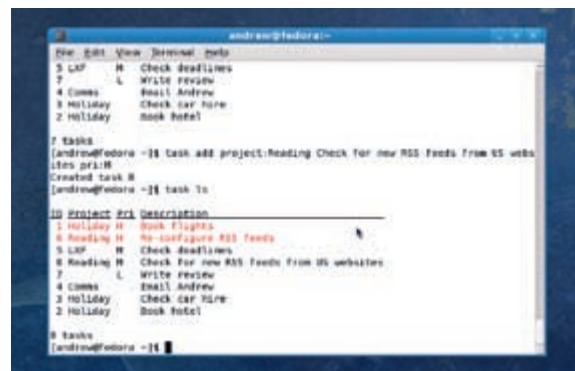 andrew@fedora:~
File Edit View Terminal Help
5 LXF M Check deadlines
7 L Write review
4 Comms Email Andrew
3 Holiday Check car hire
2 Holiday Book hotel
7 tasks
[andrew@fedora ~]$ task add project:Reading Check for new RSS feeds from US webs
ites pri:M
Created task 8
[andrew@fedora ~]$ task ls
ID Project Pri Description
1 Holiday H Book flights
6 Reading H Re-configure RSS feeds
5 LXF M Check deadlines
8 Reading M Check for new RSS feeds from US websites
7 L Write review
4 Comms Email Andrew
3 Holiday Check car hire
2 Holiday Book hotel
8 tasks
[andrew@fedora ~]$